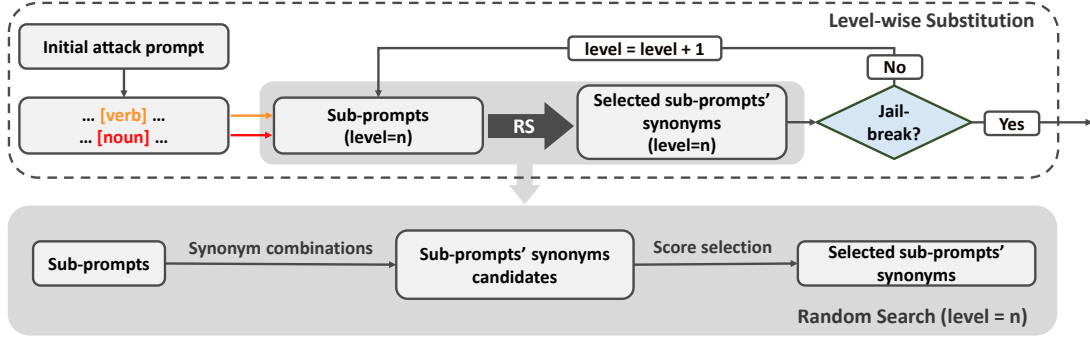 Level-wise Substitution
Initial attack prompt
level = level + 1
No
... [verb] ...
... [noun] ...
Sub-prompts
(level=n)
RS
Selected sub-prompts'
synonyms
(level=n)
Jail-
break?
Yes
Sub-prompts
Synonym combinations
Sub-prompts' synonyms
candidates
Score selection
Selected sub-prompts'
synonyms
Random Search (level = n)